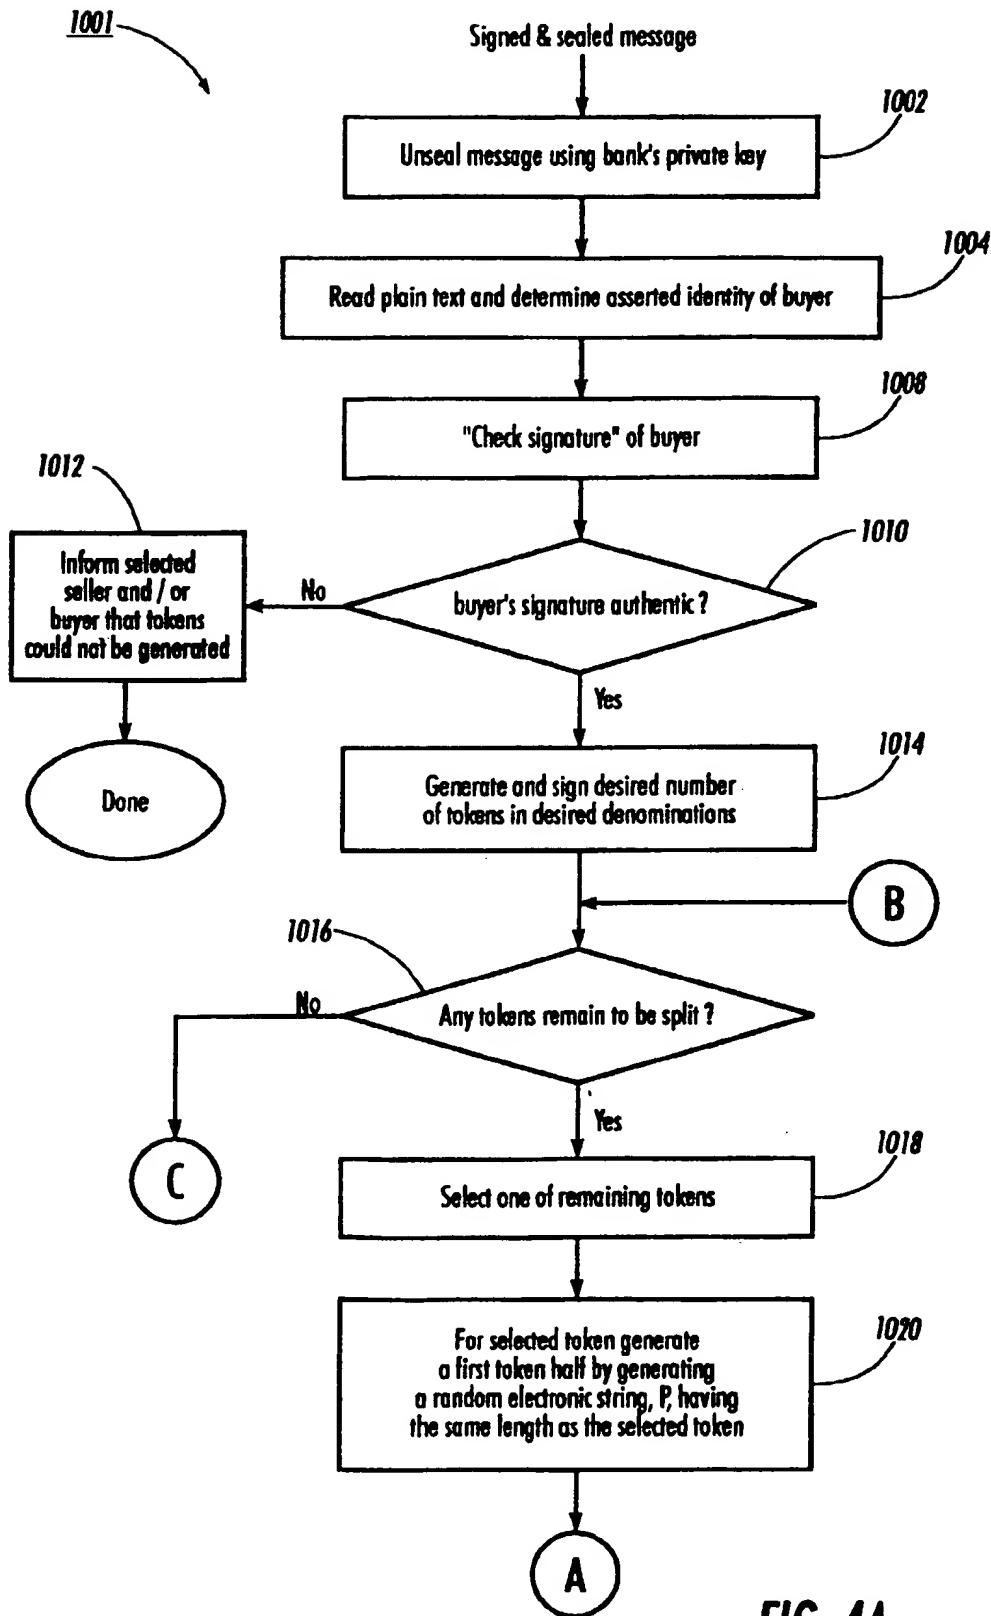 1001
Signed & sealed message
1002
Unseal message using bank's private key
1004
Read plain text and determine asserted identity of buyer
1008
"Check signature" of buyer
1012
Inform selected
seller and / or
buyer that tokens
could not be generated
No
1010
buyer's signature authentic ?
Yes
Done
1014
Generate and sign desired number
of tokens in desired denominations
B
1016
No
Any tokens remain to be split ?
Yes
C
1018
Select one of remaining tokens
1020
For selected token generate
a first token half by generating
a random electronic string, P, having
the same length as the selected token
A
FIG. 4A